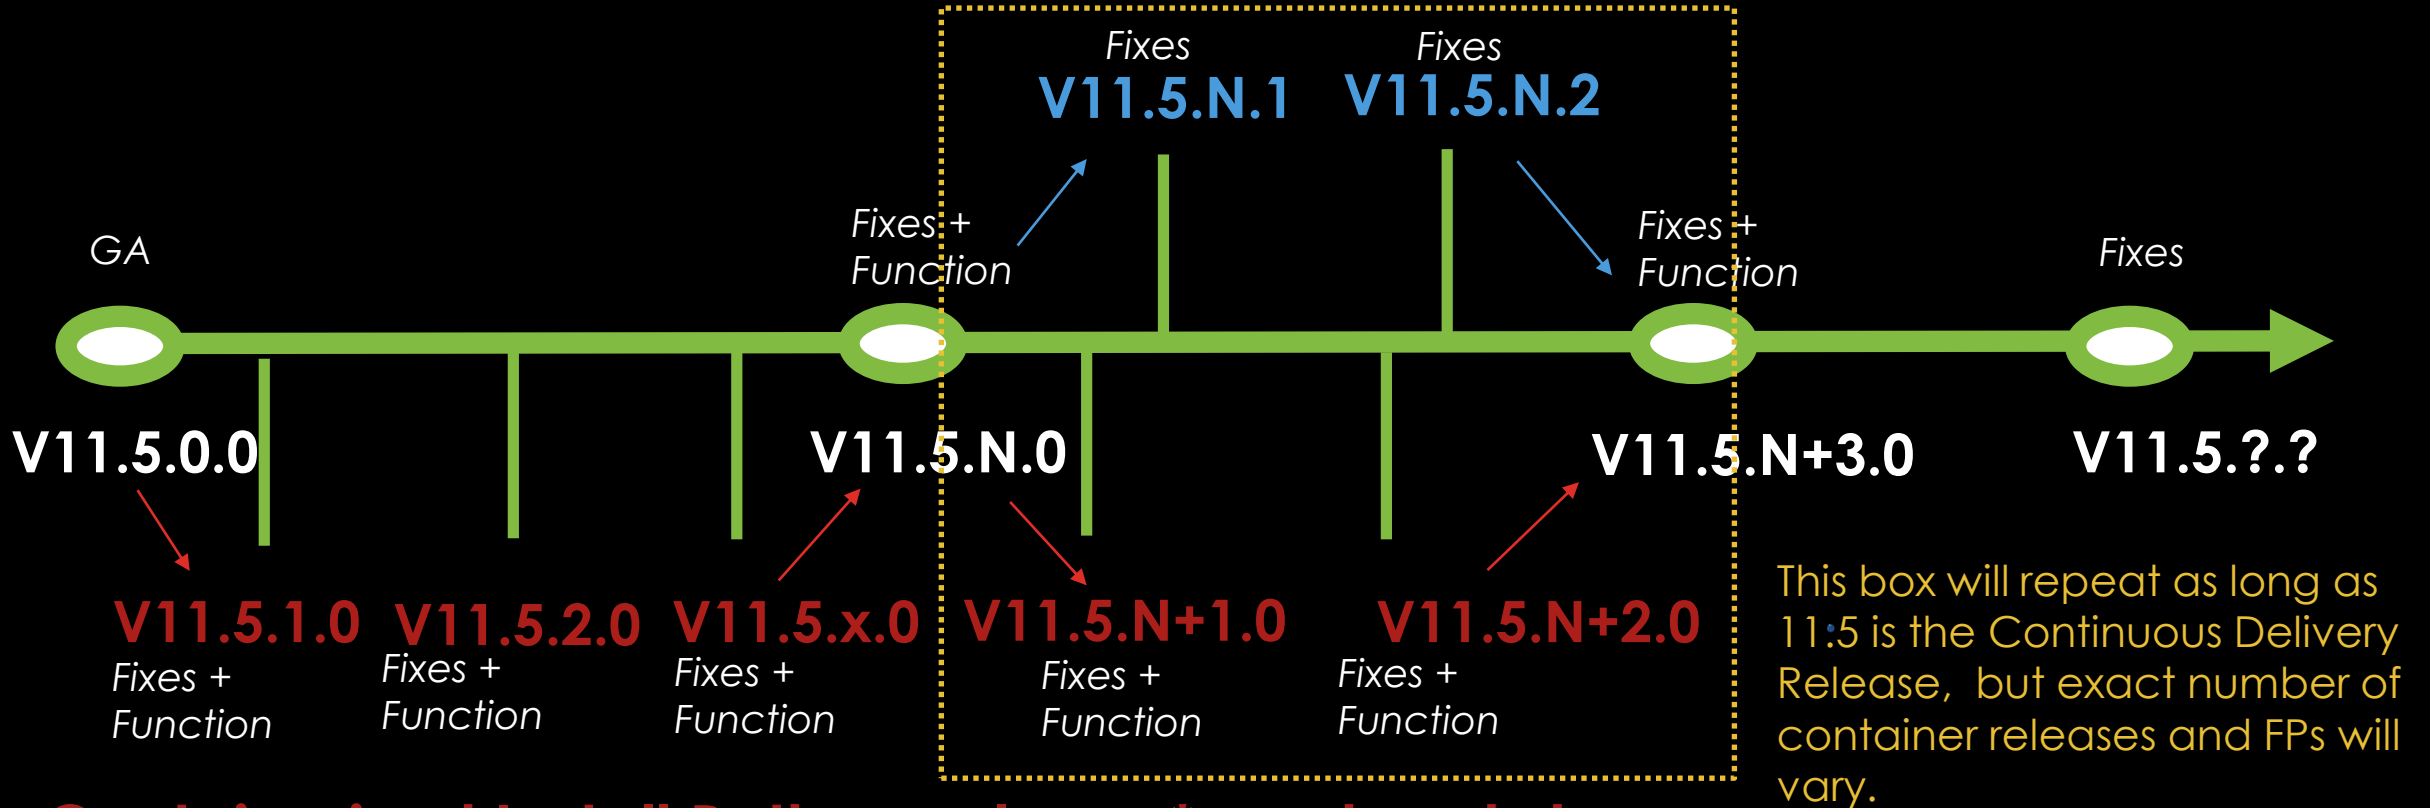 Fixes
V11.5.N.1
Fixes
V11.5.N.2
GA
Fixes +
Function
Fixes +
Function
Fixes
V11.5.0.0
V11.5.N.0
V11.5.N+3.0
V11.5.?.?
V11.5.1.0
Fixes +
Function
V11.5.2.0
Fixes +
Function
V11.5.x.0
Fixes +
Function
V11.5.N+1.0
Fixes +
Function
V11.5.N+2.0
Fixes +
Function
This box will repeat as long as
11.5 is the Continuous Delivery
Release, but exact number of
container releases and FPs will
vary.